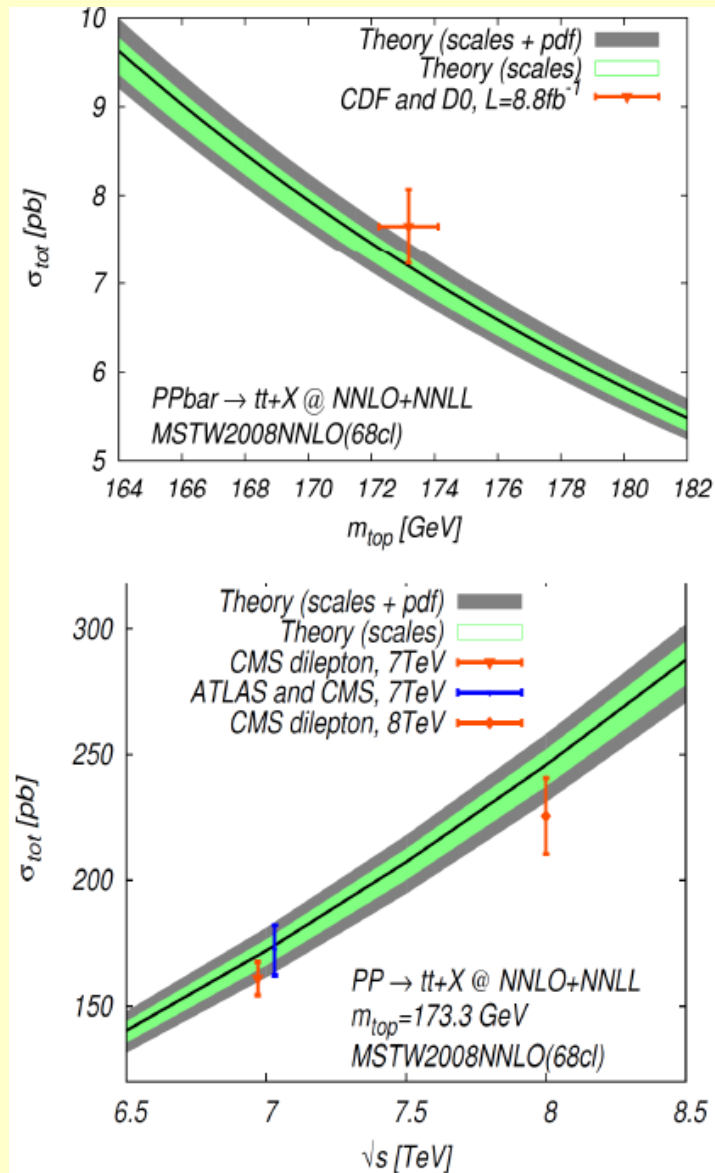 Theory (scales + pdf)
Theory (scales)
CDF and D0, L=8.8fb⁻¹
10
9
8
7
6
5
σtot [pb]
PPbar → tt+X @ NNLO+NNLL
MSTW2008NNLO(68cl)
164 166 168 170 172 174 176 178 180 182
mtop [GeV]
Theory (scales + pdf)
Theory (scales)
CMS dilepton, 7TeV
ATLAS and CMS, 7TeV
CMS dilepton, 8TeV
300
250
200
150
σtot [pb]
PP → tt+X @ NNLO+NNLL
mtop=173.3 GeV
MSTW2008NNLO(68cl)
6.5 7 7.5 8 8.5
√s [TeV]